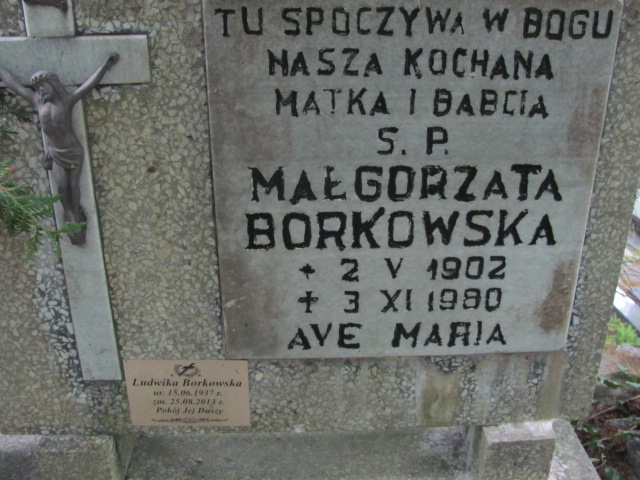 TU SPOCZYWA W BOGU
NASZA KOCHANA
MATKA I BABCIA
S. P.
MAŁGORZATA
BORKOWSKA
* 2 V 1902
+ 3 XI 1980
AVE MARIA
Ludwika Borkowska
ur. 15.06.1937 r.
zm. 25.08.2013 r.
Pokój Jej Duszy